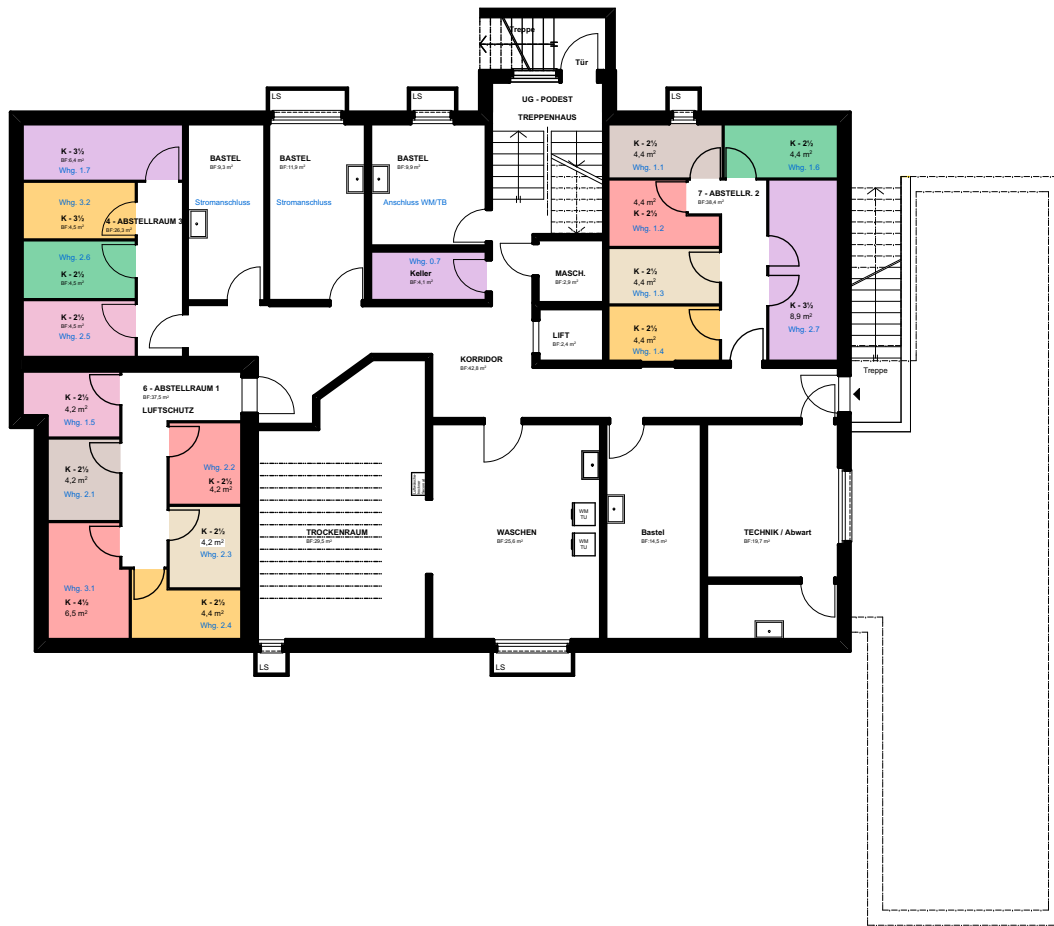 Treppe
Tür
LS
LS
LS
UG - PODEST
TREPPENHAUS
K - 3½
BF:6,4 m²
Whg. 1.7
BASTEL
BF:9,3 m²
Stromanschluss
BASTEL
BF:11,9 m²
Stromanschluss
BASTEL
BF:9,9 m²
Anschluss WM/TB
K - 2½
4,4 m²
Whg. 1.1
K - 2½
4,4 m²
Whg. 1.6
Whg. 3.2
K - 3½
BF:4,5 m²
4 - ABSTELLRAUM 3
BF:26,3 m²
4,4 m²
K - 2½
Whg. 1.2
7 - ABSTELLR. 2
BF:38,4 m²
Whg. 2.6
K - 2½
BF:4,5 m²
Whg. 0.7
Keller
BF:4,1 m²
MASCH.
BF:2,9 m²
K - 2½
4,4 m²
Whg. 1.3
K - 3½
8,9 m²
Whg. 2.7
K - 2½
BF:4,5 m²
Whg. 2.5
LIFT
BF:2,4 m²
K - 2½
4,4 m²
Whg. 1.4
KORRIDOR
BF:42,8 m²
Treppe
6 - ABSTELLRAUM 1
BF:37,5 m²
LUFTSCHUTZ
K - 2½
4,2 m²
Whg. 1.5
K - 2½
4,2 m²
Whg. 2.1
Whg. 2.2
K - 2½
4,2 m²
K - 2½
4,2 m²
Whg. 2.3
Whg. 3.1
K - 4½
6,5 m²
K - 2½
4,4 m²
Whg. 2.4
TROCKENRAUM
BF:29,5 m²
WASCHEN
BF:25,6 m²
WM
TU
WM
TU
Bastel
BF:14,5 m²
TECHNIK / Abwart
BF:19,7 m²
LS
LS